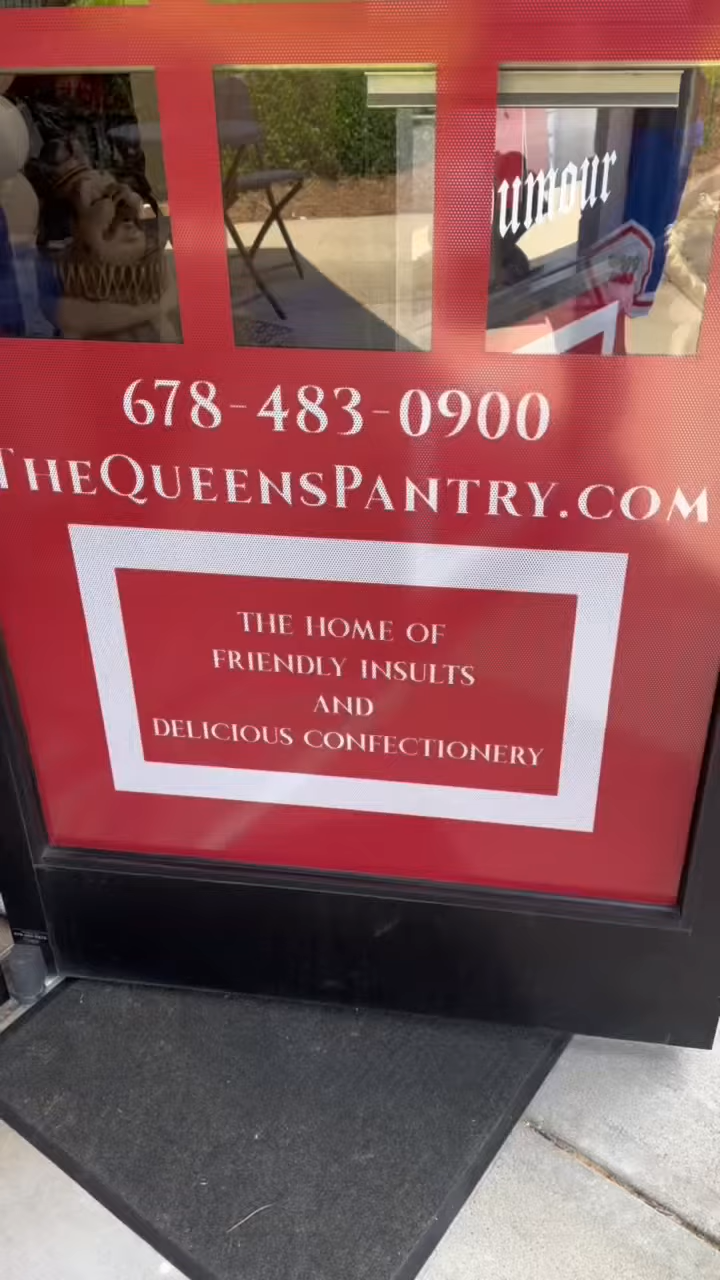 umour
678-483-0900
THEQUEENSPANTRY.COM
THE HOME OF
FRIENDLY INSULTS
AND
DELICIOUS CONFECTIONERY